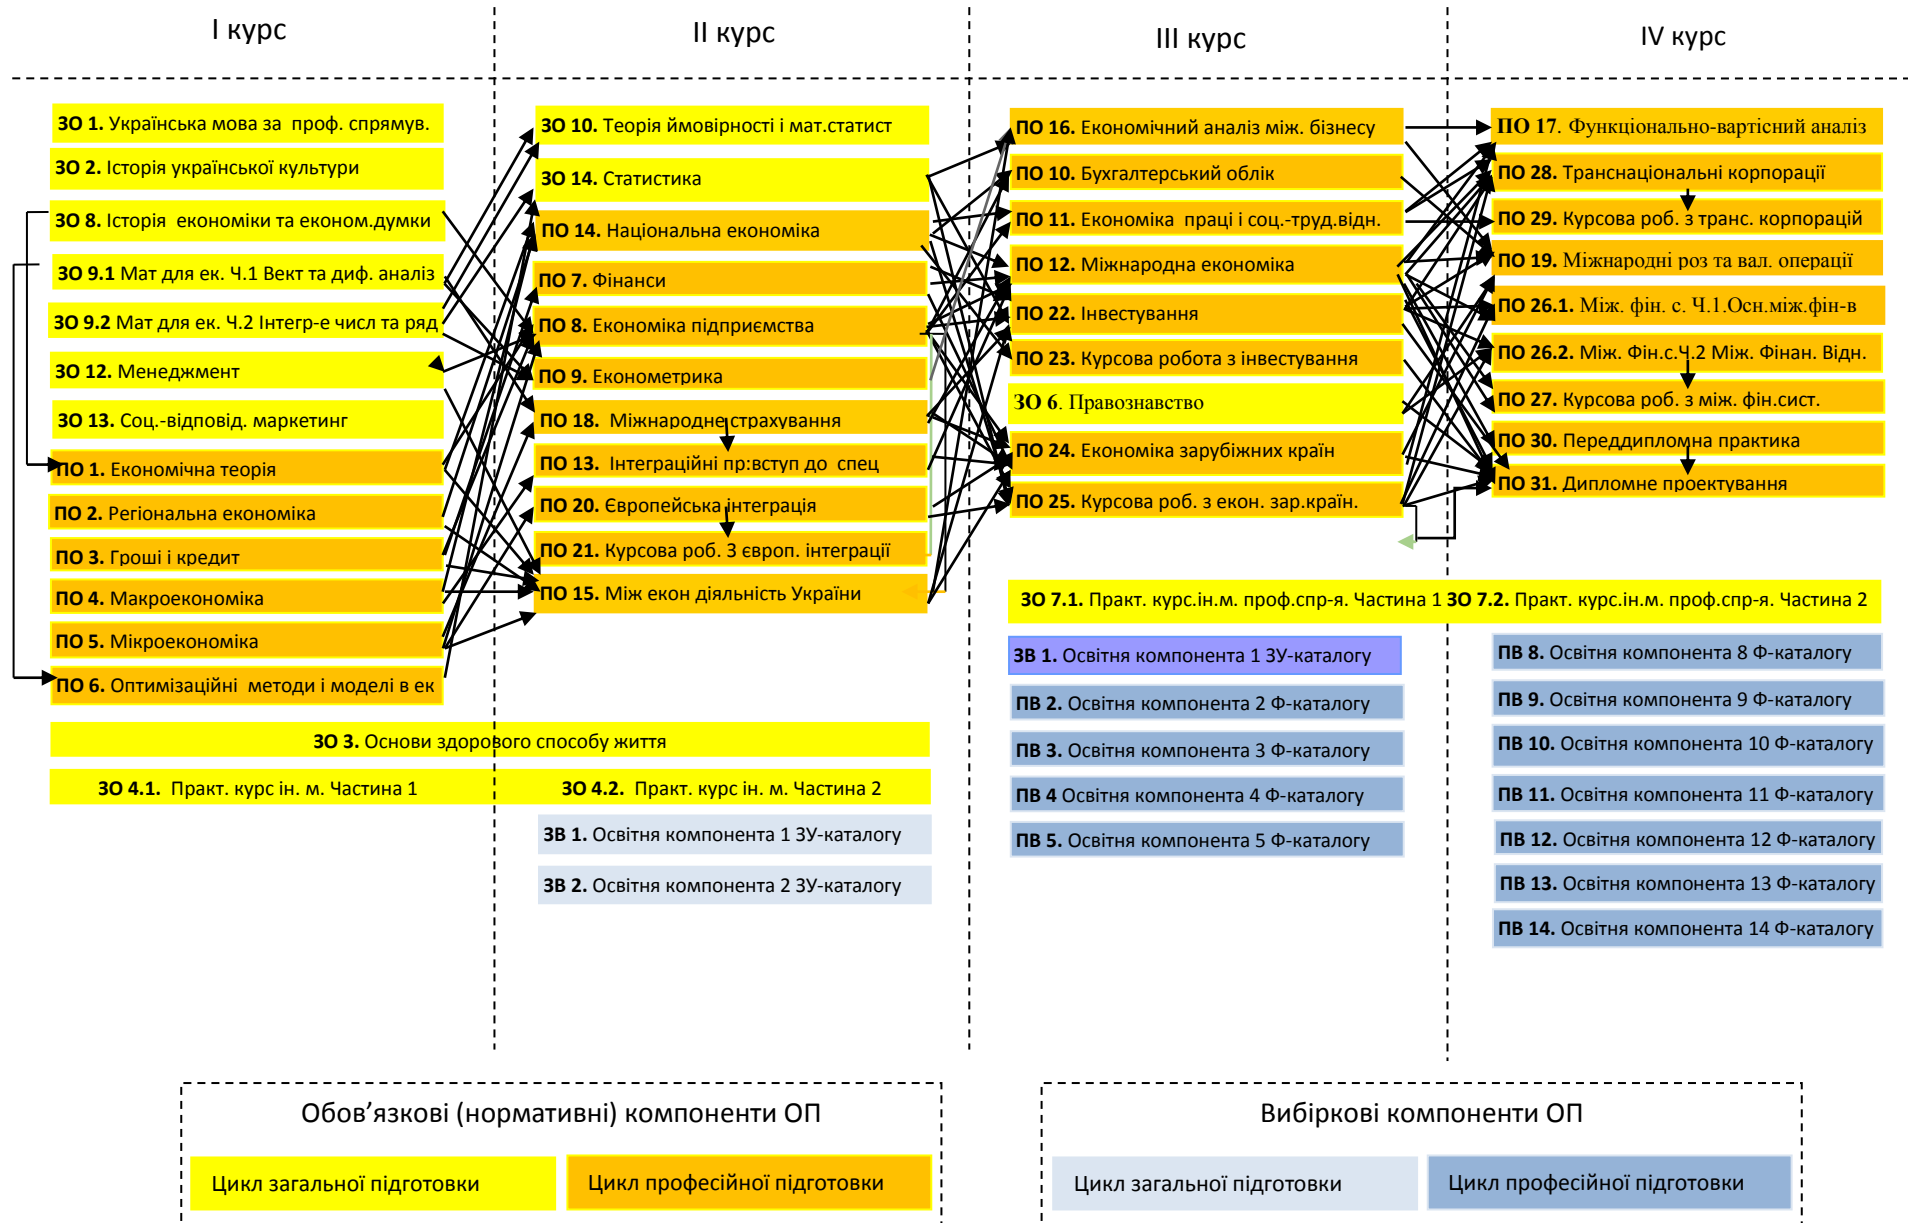 І курс
ІІ курс
ІІІ курс
ІV курс
ЗО 1. Українська мова за проф. спрямув.
ЗО 2. Історія української культури
ЗО 8. Історія економіки та економ.думки
ЗО 9.1 Мат для ек. Ч.1 Вект та диф. аналіз
ЗО 9.2 Мат для ек. Ч.2 Інтегр-е числ та ряд
ЗО 12. Менеджмент
ЗО 13. Соц.-відповід. маркетинг
ПО 1. Економічна теорія
ПО 2. Регіональна економіка
ПО 3. Гроші і кредит
ПО 4. Макроекономіка
ПО 5. Мікроекономіка
ПО 6. Оптимізаційні методи і моделі в ек
ЗО 10. Теорія ймовірності і мат.статист
ЗО 14. Статистика
ПО 14. Національна економіка
ПО 7. Фінанси
ПО 8. Економіка підприємства
ПО 9. Економетрика
ПО 18. Міжнародне страхування
ПО 13. Інтеграційні пр:вступ до спец
ПО 20. Європейська інтеграція
ПО 21. Курсова роб. З європ. інтеграції
ПО 15. Між екон діяльність України
ПО 16. Економічний аналіз між. бізнесу
ПО 10. Бухгалтерський облік
ПО 11. Економіка праці і соц.-труд.відн.
ПО 12. Міжнародна економіка
ПО 22. Інвестування
ПО 23. Курсова робота з інвестування
ЗО 6. Правознавство
ПО 24. Економіка зарубіжних країн
ПО 25. Курсова роб. з екон. зар.країн.
ПО 17. Функціонально-вартісний аналіз
ПО 28. Транснаціональні корпорації
ПО 29. Курсова роб. з транс. корпорацій
ПО 19. Міжнародні роз та вал. операції
ПО 26.1. Між. фін. с. Ч.1.Осн.між.фін-в
ПО 26.2. Між. Фін.с.Ч.2 Між. Фінан. Відн.
ПО 27. Курсова роб. з між. фін.сист.
ПО 30. Переддипломна практика
ПО 31. Дипломне проектування
ЗО 7.1. Практ. курс.ін.м. проф.спр-я. Частина 1 ЗО 7.2. Практ. курс.ін.м. проф.спр-я. Частина 2
ЗО 3. Основи здорового способу життя
ЗО 4.1. Практ. курс ін. м. Частина 1
ЗО 4.2. Практ. курс ін. м. Частина 2
ЗВ 1. Освітня компонента 1 ЗУ-каталогу
ЗВ 2. Освітня компонента 2 ЗУ-каталогу
ЗВ 1. Освітня компонента 1 ЗУ-каталогу
ПВ 2. Освітня компонента 2 Ф-каталогу
ПВ 3. Освітня компонента 3 Ф-каталогу
ПВ 4 Освітня компонента 4 Ф-каталогу
ПВ 5. Освітня компонента 5 Ф-каталогу
ПВ 8. Освітня компонента 8 Ф-каталогу
ПВ 9. Освітня компонента 9 Ф-каталогу
ПВ 10. Освітня компонента 10 Ф-каталогу
ПВ 11. Освітня компонента 11 Ф-каталогу
ПВ 12. Освітня компонента 12 Ф-каталогу
ПВ 13. Освітня компонента 13 Ф-каталогу
ПВ 14. Освітня компонента 14 Ф-каталогу
Обов’язкові (нормативні) компоненти ОП
Цикл загальної підготовки
Цикл професійної підготовки
Вибіркові компоненти ОП
Цикл загальної підготовки
Цикл професійної підготовки